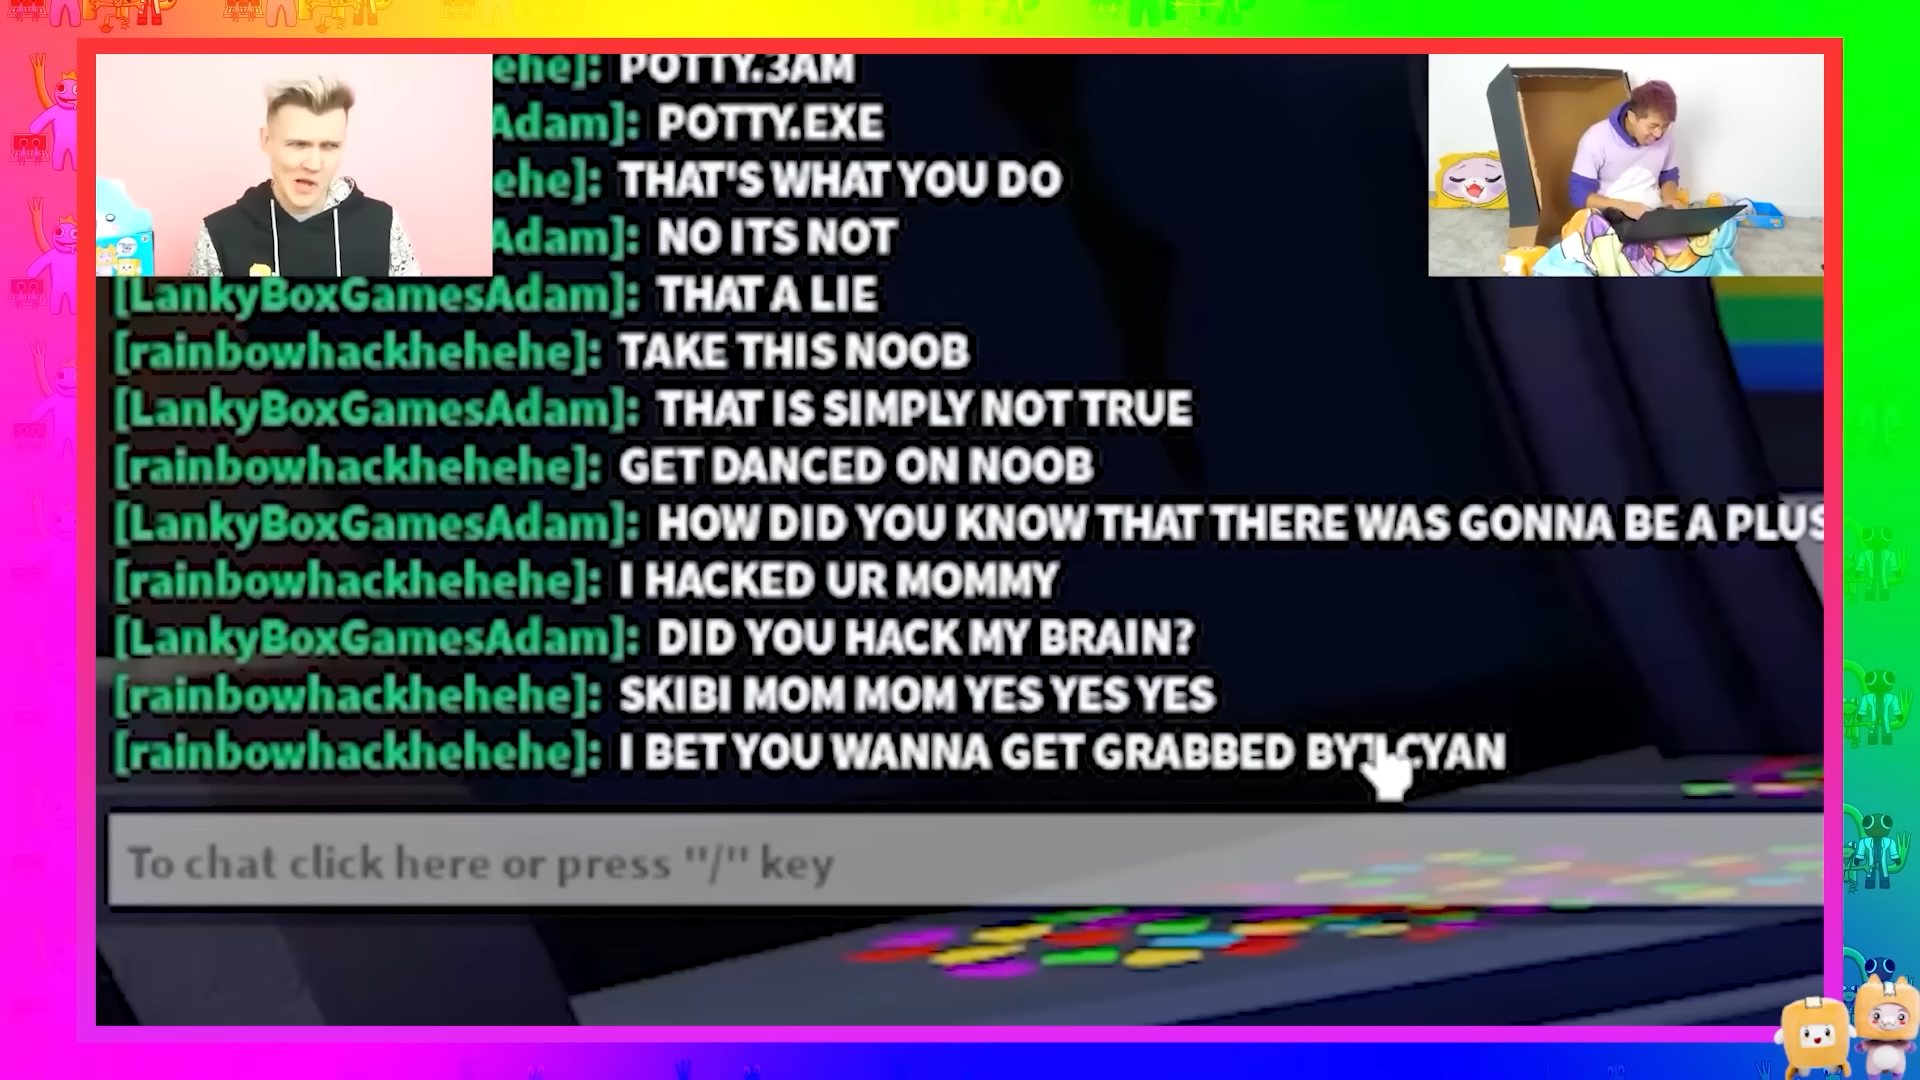 ehe]: POTTY.3AM
Adam]: POTTY.EXE
ehe]: THAT'S WHAT YOU DO
Adam]: NO ITS NOT
[LankyBoxGamesAdam]: THAT A LIE
[rainbowhackhehehe]: TAKE THIS NOOB
[LankyBoxGamesAdam]: THAT IS SIMPLY NOT TRUE
[rainbowhackhehehe]: GET DANCED ON NOOB
[LankyBoxGamesAdam]: HOW DID YOU KNOW THAT THERE WAS GONNA BE A PLUS
[rainbowhackhehehe]: I HACKED UR MOMMY
[LankyBoxGamesAdam]: DID YOU HACK MY BRAIN?
[rainbowhackhehehe]: SKIBI MOM MOM YES YES YES
[rainbowhackhehehe]: I BET YOU WANNA GET GRABBED BY CYAN
To chat click here or press "/" key